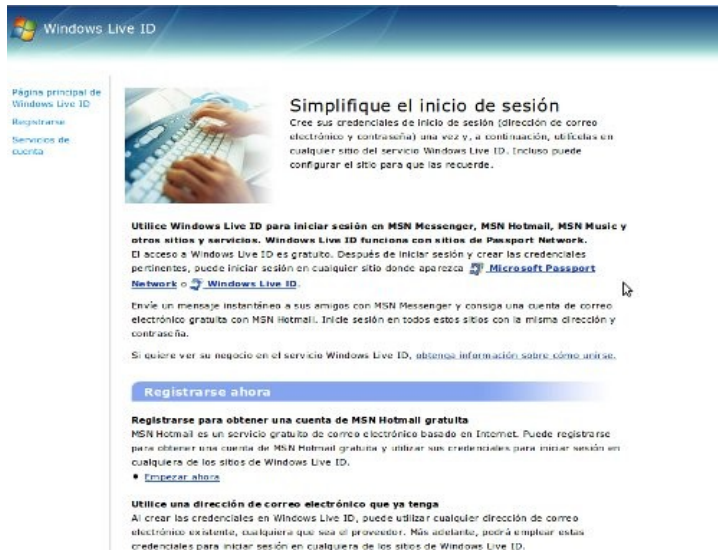 Windows Live ID
Página principal de
Windows Live ID
Registrarse
Servicios de
cuenta
Simplifique el inicio de sesión
Cree sus credenciales de inicio de sesión (dirección de correo
electrónico y contraseña) una vez y, a continuación, utilícelas en
cualquier sitio del servicio Windows Live ID. Incluso puede
configurar el sitio para que las recuerde.
Utilice Windows Live ID para iniciar sesión en MSN Messenger, MSN Hotmail, MSN Music y
otros sitios y servicios. Windows Live ID funciona con sitios de Passport Network.
El acceso a Windows Live ID es gratuito. Después de iniciar sesión y crear las credenciales
pertinentes, puede iniciar sesión en cualquier sitio donde aparezca Microsoft Passport
Network o Windows Live ID.
Envíe un mensaje instantáneo a sus amigos con MSN Messenger y consiga una cuenta de correo
electrónico gratuita con MSN Hotmail. Inicie sesión en todos estos sitios con la misma dirección y
contraseña.
Si quiere ver su negocio en el servicio Windows Live ID, obtenga información sobre cómo unirse.
Registrarse ahora
Registrarse para obtener una cuenta de MSN Hotmail gratuita
MSN Hotmail es un servicio gratuito de correo electrónico basado en Internet. Puede registrarse
para obtener una cuenta de MSN Hotmail gratuita y utilizar sus credenciales para iniciar sesión en
cualquiera de los sitios de Windows Live ID.
• Empezar ahora
Utilice una dirección de correo electrónico que ya tenga
Al crear las credenciales en Windows Live ID, puede utilizar cualquier dirección de correo
electrónico existente, cualquiera que sea el proveedor. Más adelante, podrá emplear estas
credenciales para iniciar sesión en cualquiera de los sitios de Windows Live ID.